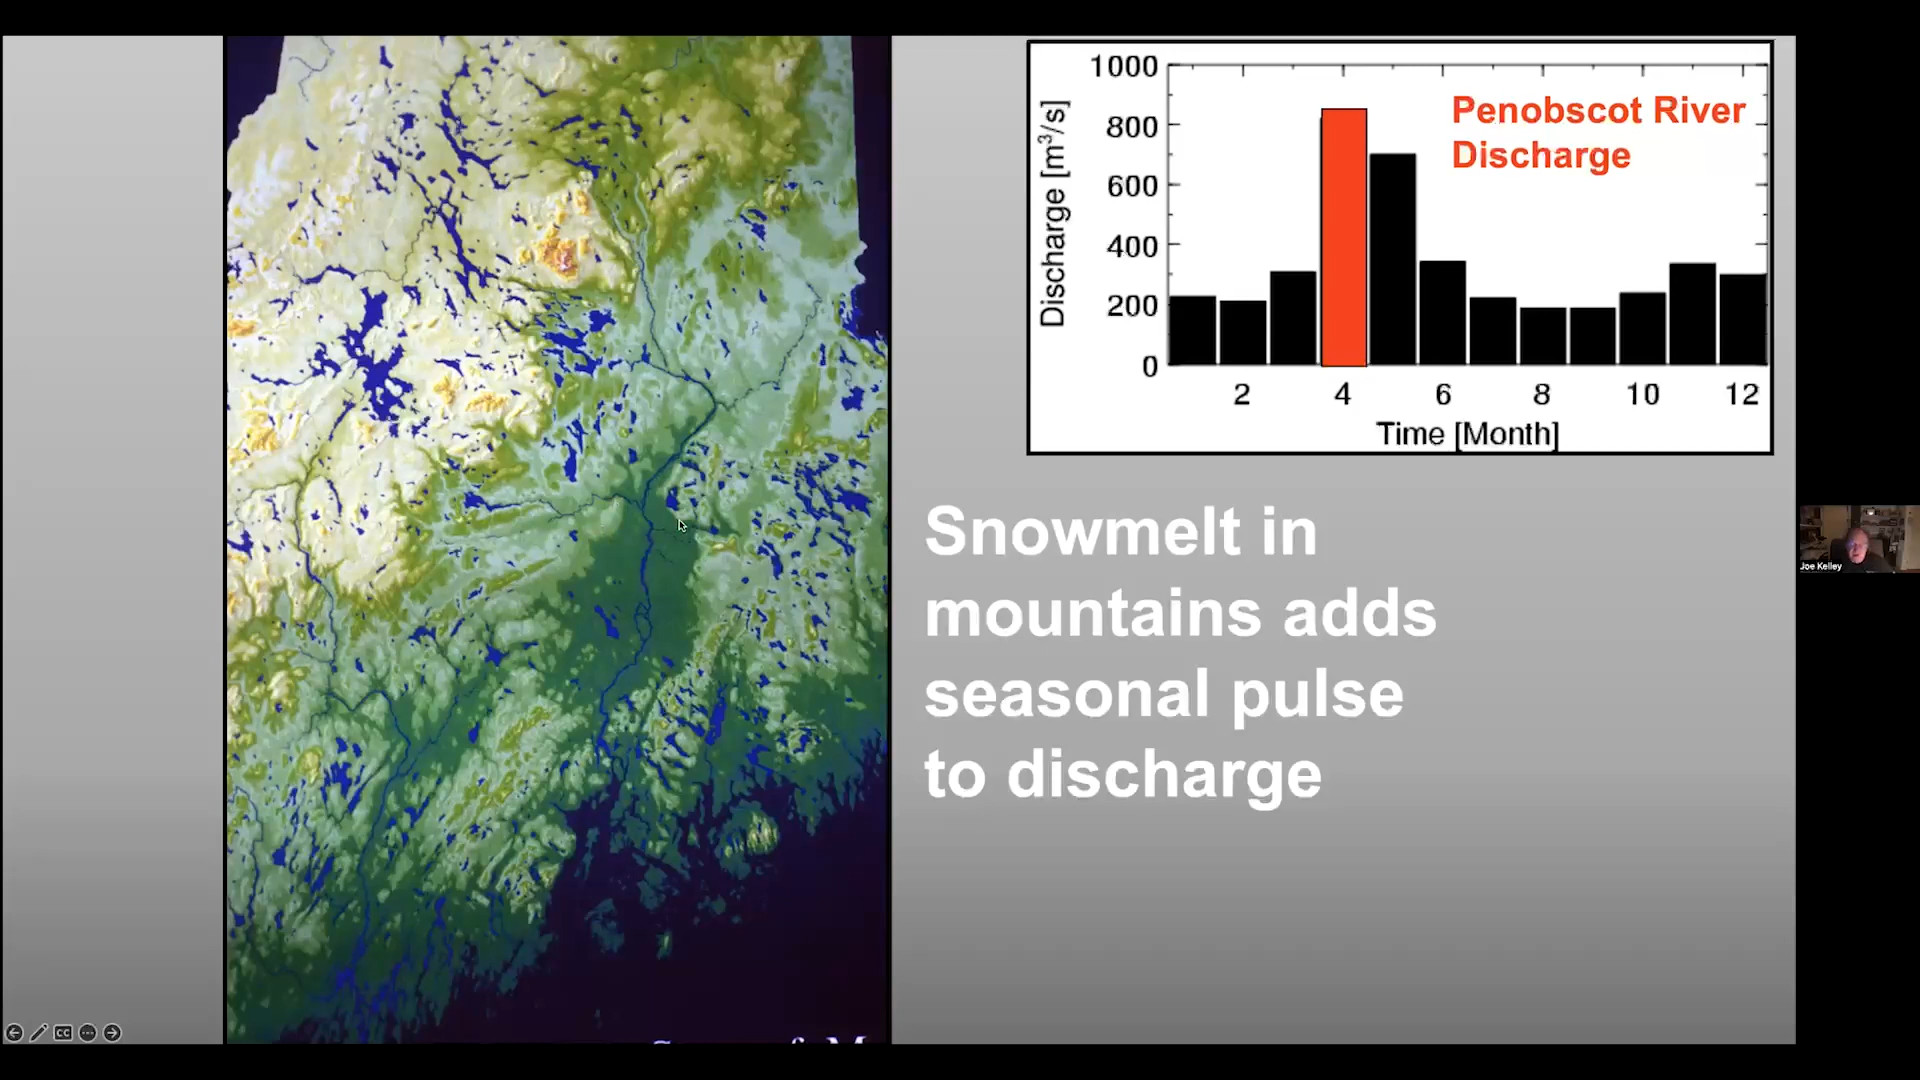 1000
800
600
400
200
0
Discharge [m³/s]
Penobscot River
Discharge
2 4 6 8 10 12
Time [Month]
Snowmelt in
mountains adds
seasonal pulse
to discharge
Joe Kelley
CC